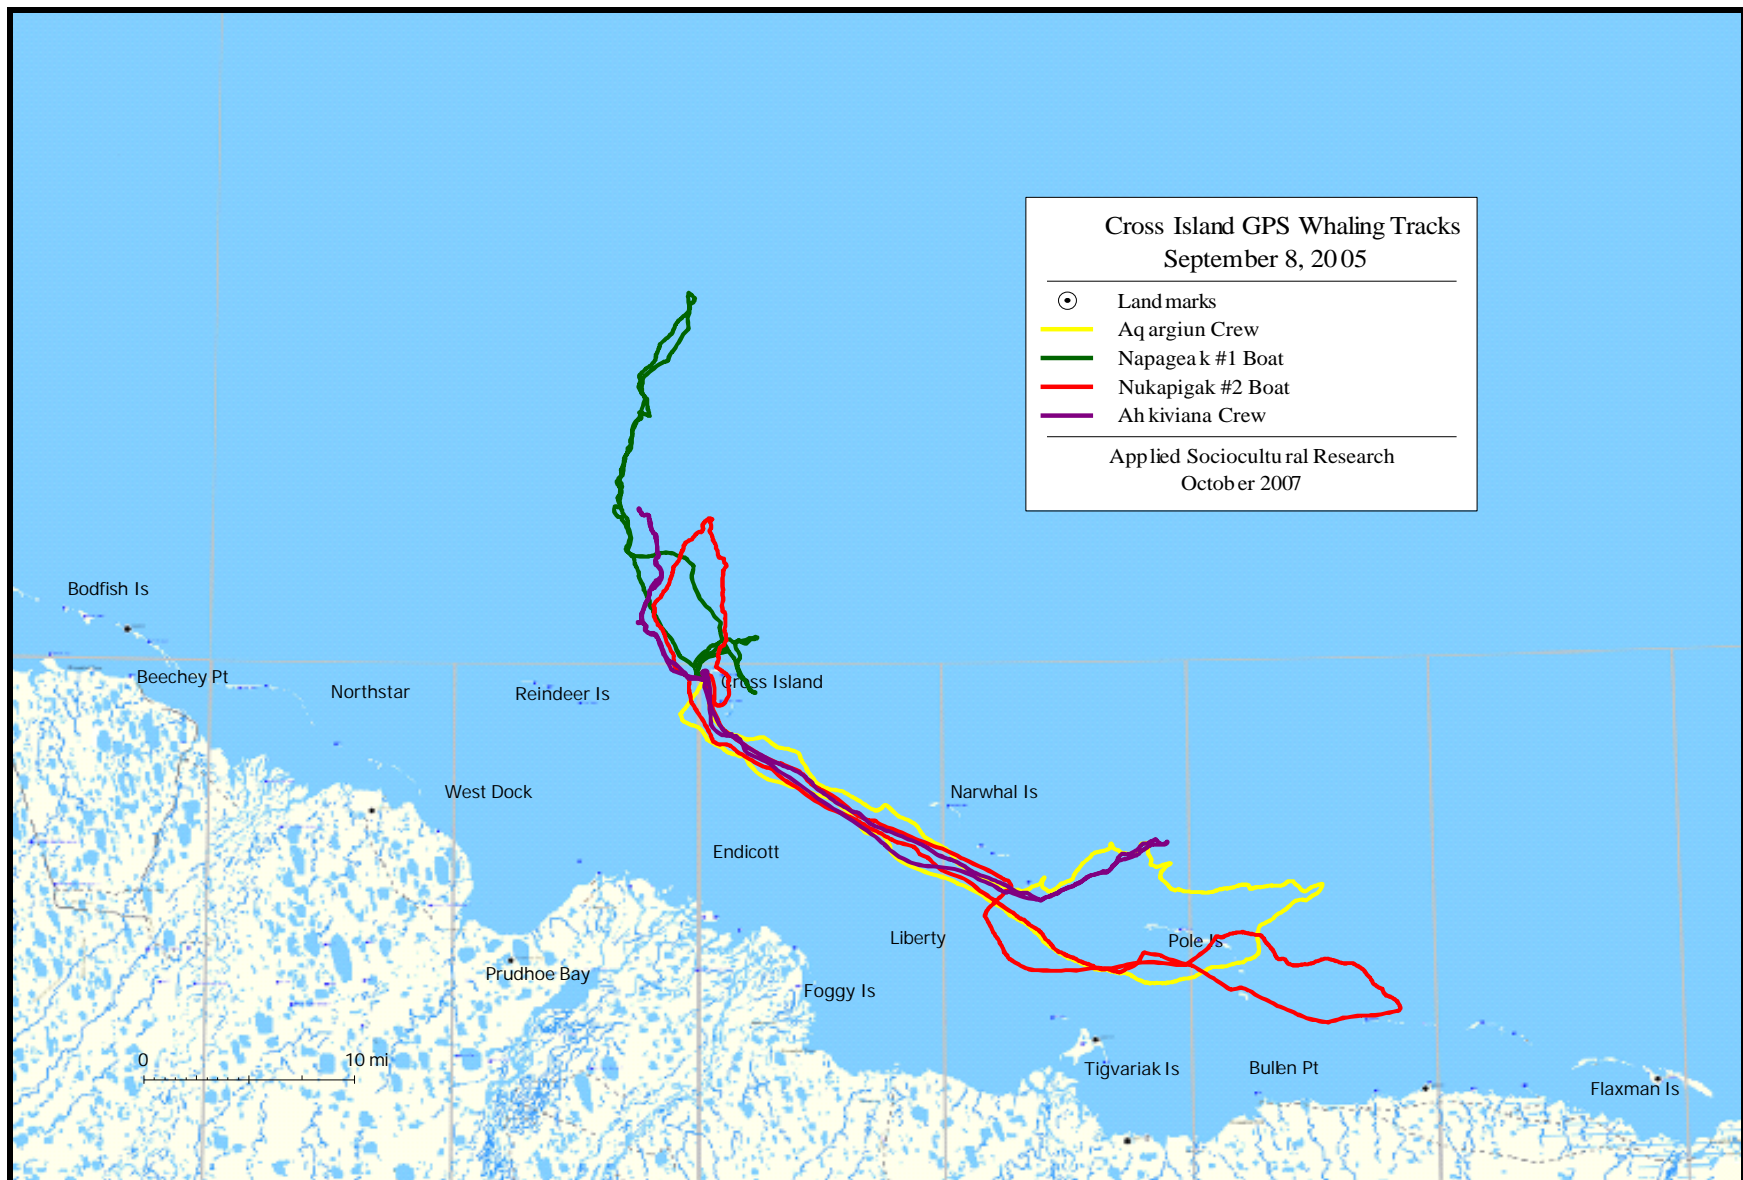 Cross Island GPS Whaling Tracks
September 8, 2005
Landmarks
Aqargiun Crew
Napageak #1 Boat
Nukapigak #2 Boat
Ahkiviana Crew
Applied Sociocultural Research
October 2007
Bodfish Is
Beechey Pt
Northstar
Reindeer Is
Cross Island
West Dock
Narwhal Is
Endicott
Liberty
Pole Is
Prudhoe Bay
Foggy Is
0 10 mi
Tigvariak Is
Bullen Pt
Flaxman Is